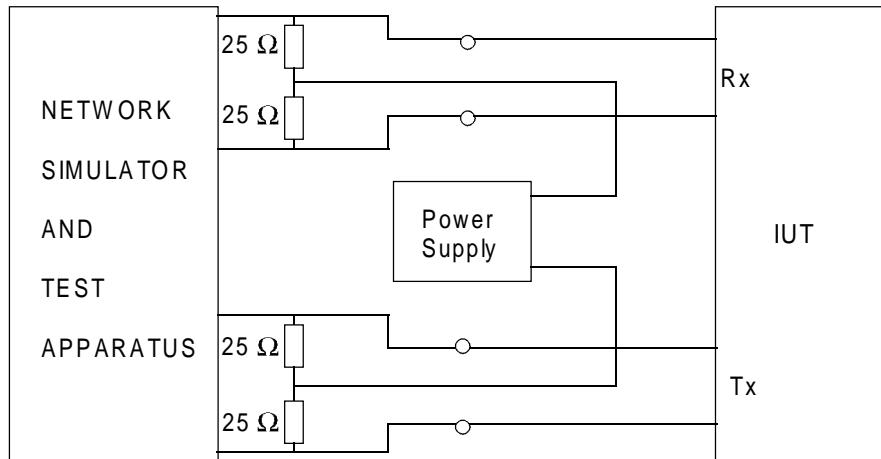 25 Ω
25 Ω
Rx
NETWORK
SIMULATOR
AND
TEST
APPARATUS
Power
Supply
IUT
25 Ω
25 Ω
Tx